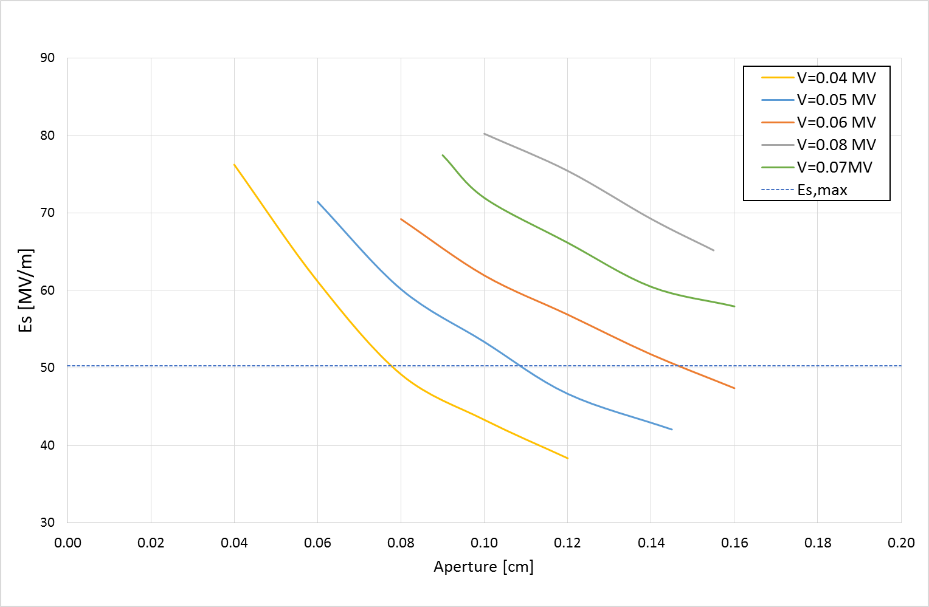 90
80
70
60
50
40
30
Es [MV/m]
0.00 0.02 0.04 0.06 0.08 0.10 0.12 0.14 0.16 0.18 0.20
Aperture [cm]
V=0.04 MV
V=0.05 MV
V=0.06 MV
V=0.08 MV
V=0.07MV
Es,max